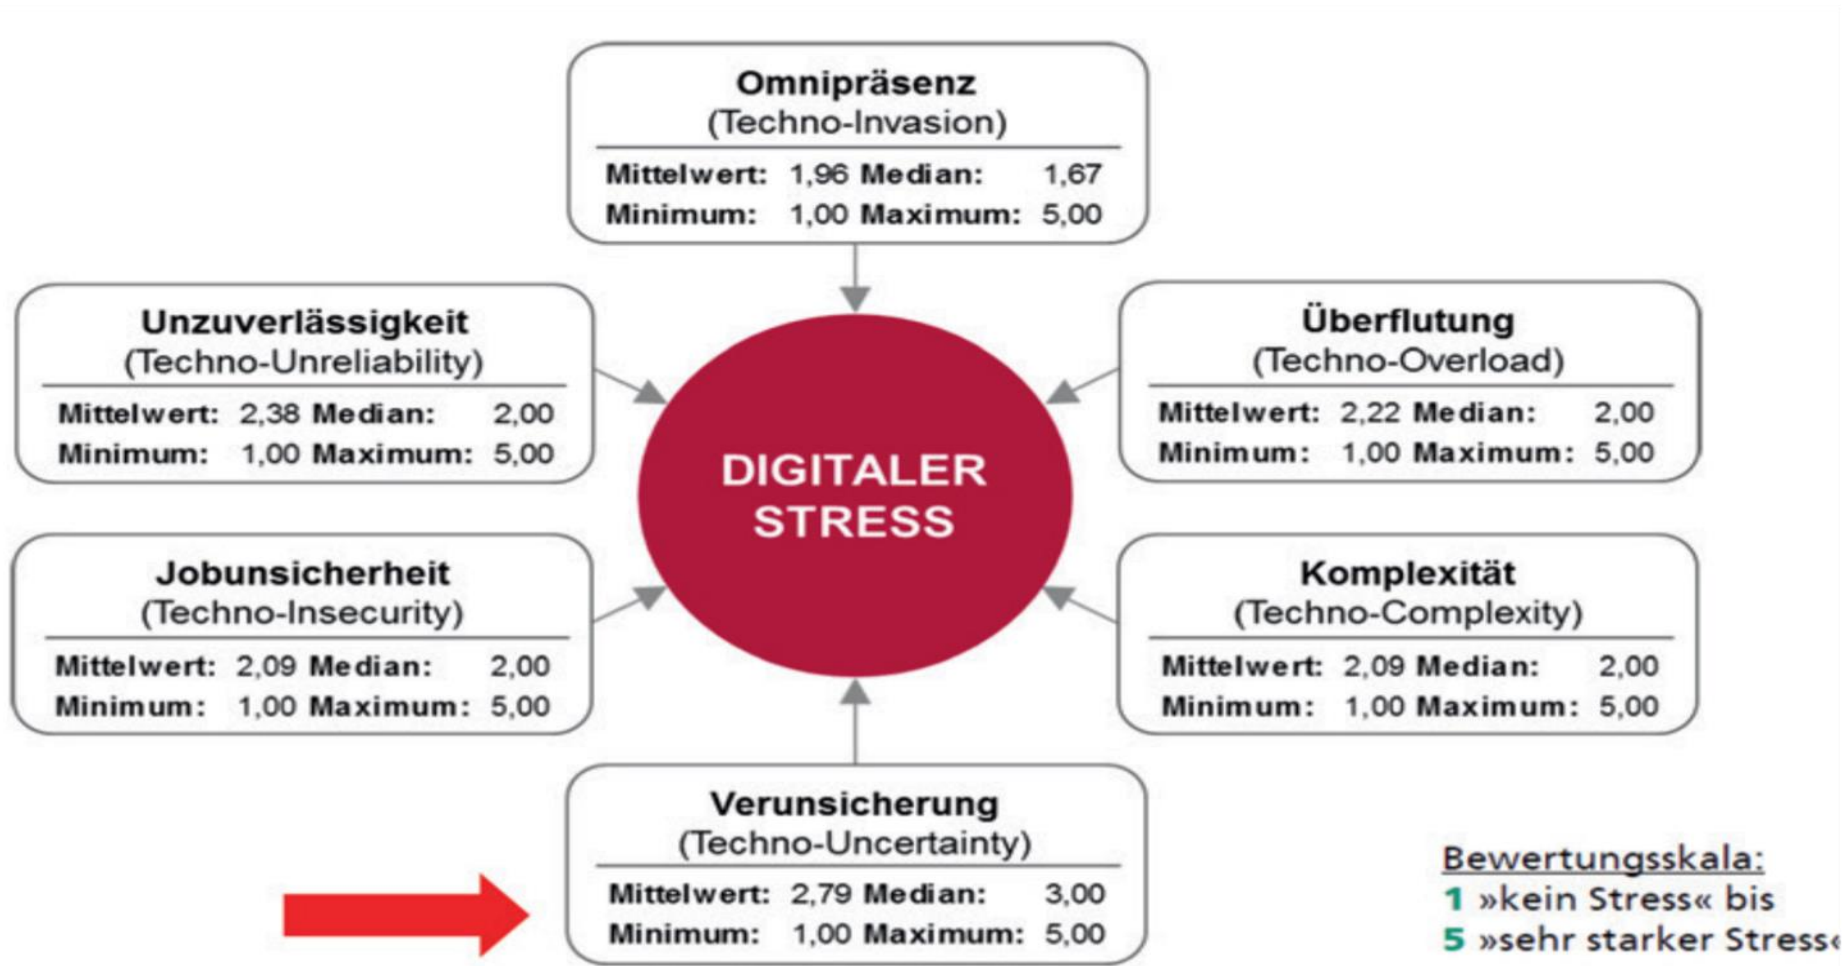 Omnipräsenz
(Techno-Invasion)
Mittelwert: 1,96 Median: 1,67
Minimum: 1,00 Maximum: 5,00
Unzuverlässigkeit
(Techno-Unreliability)
Mittelwert: 2,38 Median: 2,00
Minimum: 1,00 Maximum: 5,00
Überflutung
(Techno-Overload)
Mittelwert: 2,22 Median: 2,00
Minimum: 1,00 Maximum: 5,00
DIGITALER
STRESS
Jobunsicherheit
(Techno-Insecurity)
Mittelwert: 2,09 Median: 2,00
Minimum: 1,00 Maximum: 5,00
Komplexität
(Techno-Complexity)
Mittelwert: 2,09 Median: 2,00
Minimum: 1,00 Maximum: 5,00
Verunsicherung
(Techno-Uncertainty)
Mittelwert: 2,79 Median: 3,00
Minimum: 1,00 Maximum: 5,00
Bewertungsskala:
1 »kein Stress« bis
5 »sehr starker Stress«